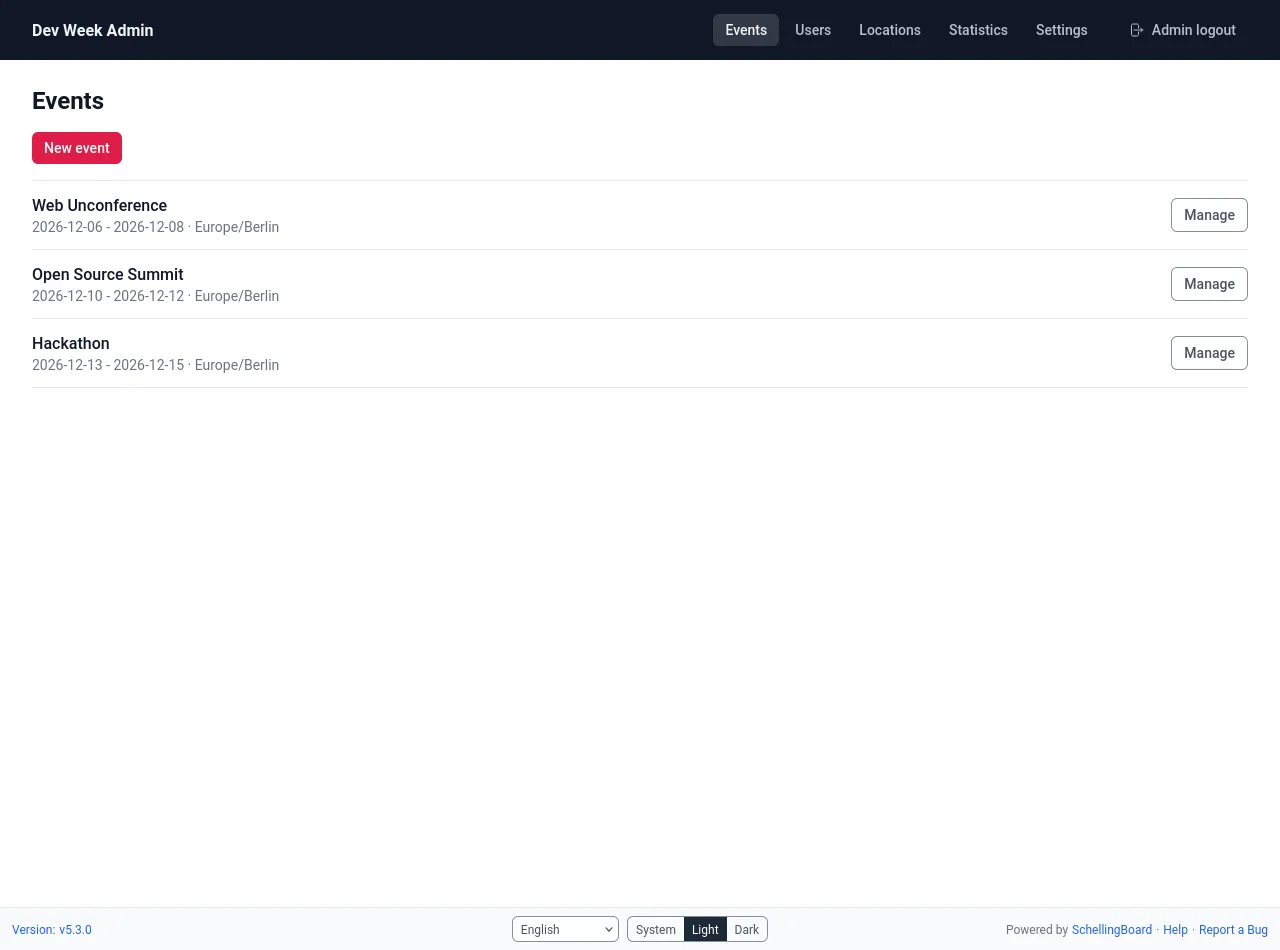 Dev Week Admin
Events
Users
Locations
Statistics
Settings
Admin logout
Events
New event
Web Unconference
2026-12-06 - 2026-12-08 · Europe/Berlin
Manage
Open Source Summit
2026-12-10 - 2026-12-12 · Europe/Berlin
Manage
Hackathon
2026-12-13 - 2026-12-15 · Europe/Berlin
Manage
Version: v5.3.0
English
System
Light
Dark
Powered by SchellingBoard · Help · Report a Bug